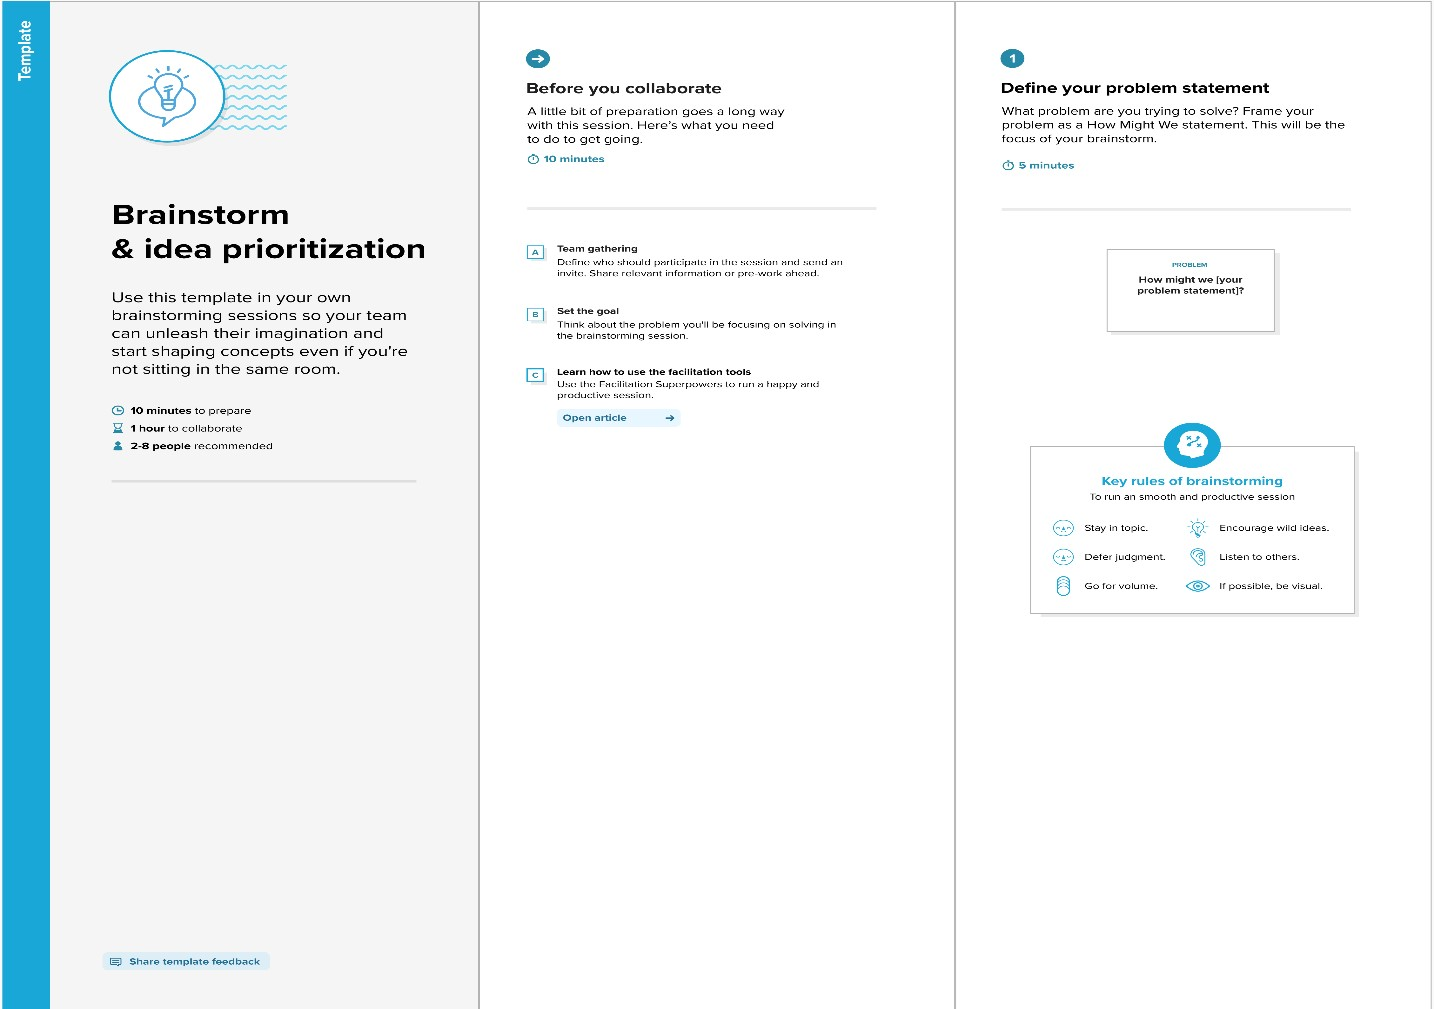 Template
Brainstorm
& idea prioritization
Use this template in your own
brainstorming sessions so your team
can unleash their imagination and
start shaping concepts even if you're
not sitting in the same room.
10 minutes to prepare
1 hour to collaborate
2-8 people recommended
Share template feedback
Before you collaborate
A little bit of preparation goes a long way
with this session. Here's what you need
to do to get going.
10 minutes
A
Team gathering
Define who should participate in the session and send an
invite. Share relevant information or pre-work ahead.
B
Set the goal
Think about the problem you'll be focusing on solving in
the brainstorming session.
C
Learn how to use the facilitation tools
Use the Facilitation Superpowers to run a happy and
productive session.
Open article
1
Define your problem statement
What problem are you trying to solve? Frame your
problem as a How Might We statement. This will be the
focus of your brainstorm.
5 minutes
PROBLEM
How might we [your
problem statement]?
Key rules of brainstorming
To run an smooth and productive session
Stay in topic.
Encourage wild ideas.
Defer judgment.
Listen to others.
Go for volume.
If possible, be visual.